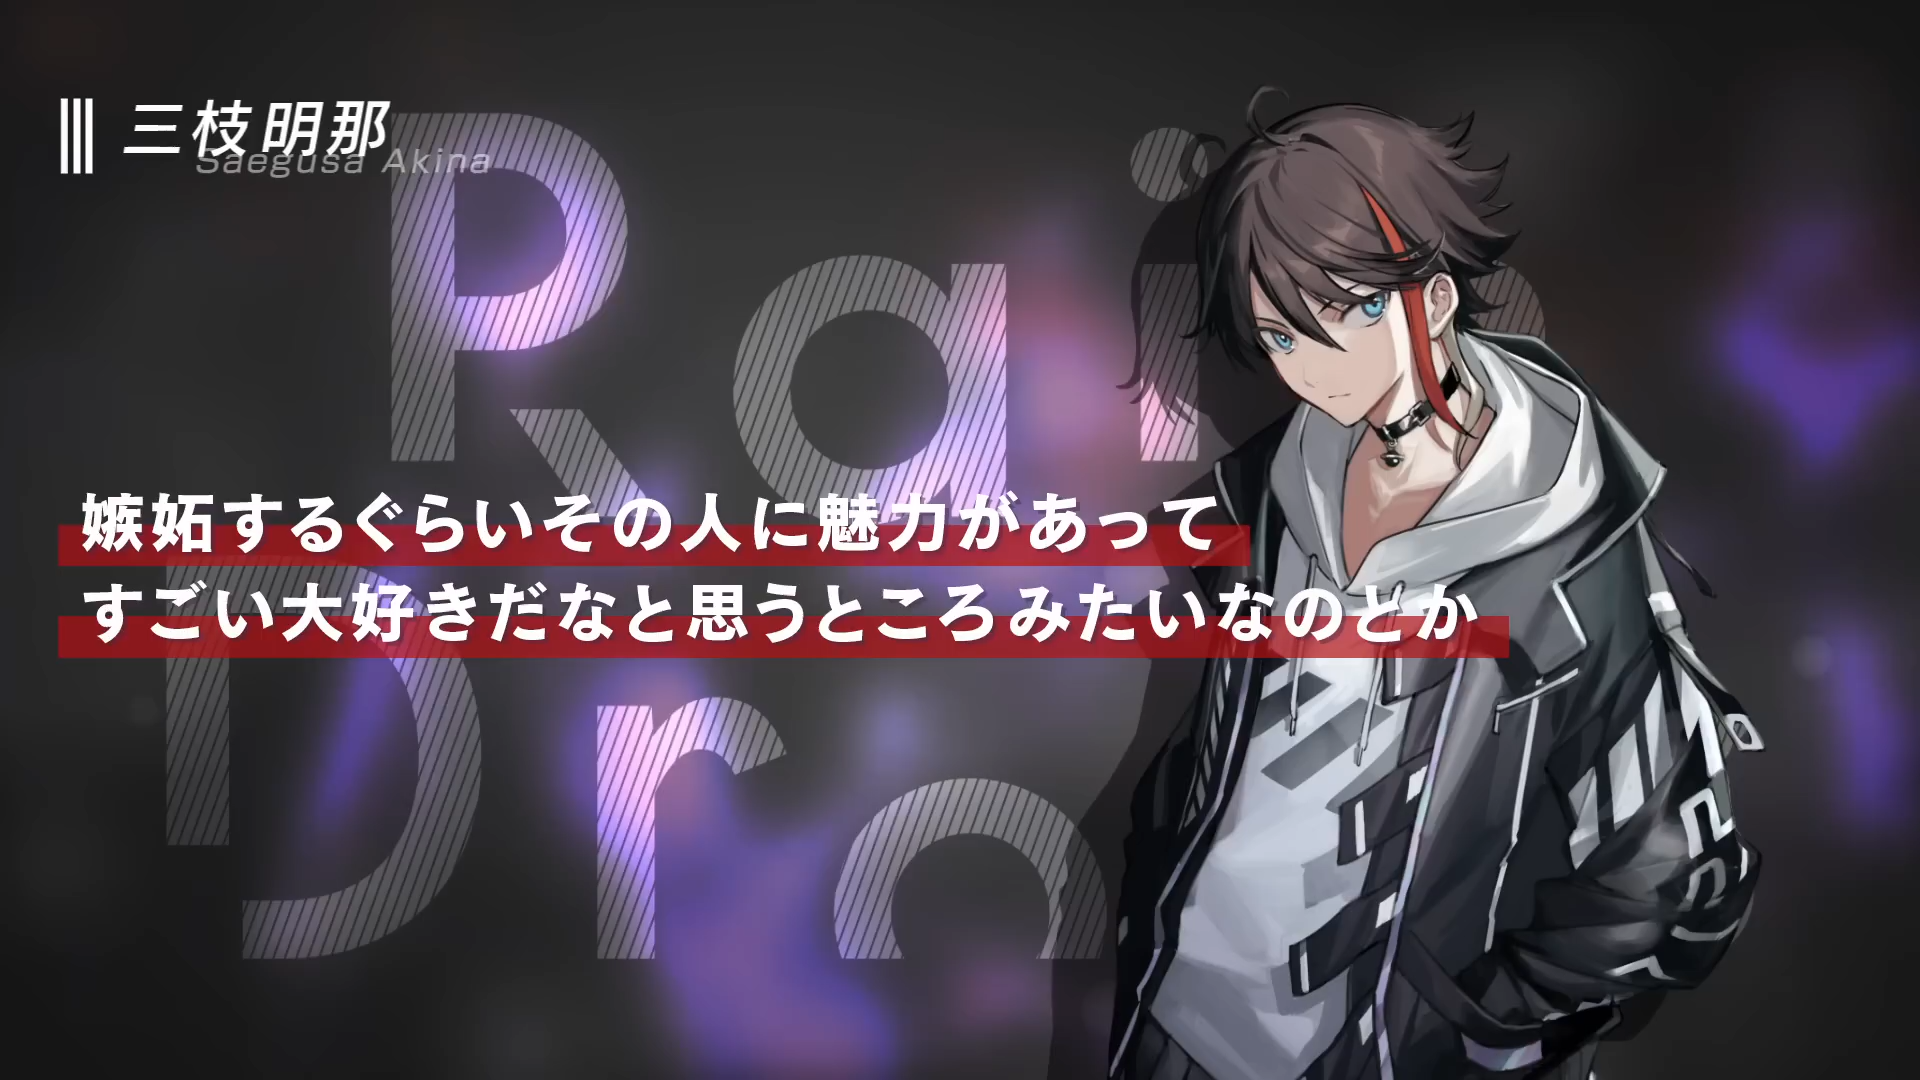 三枝明那
Saegusa Akina
Rai
Dro
嫉妬するぐらいその人に魅力があって
すごい大好きだなと思うところみたいなのとか